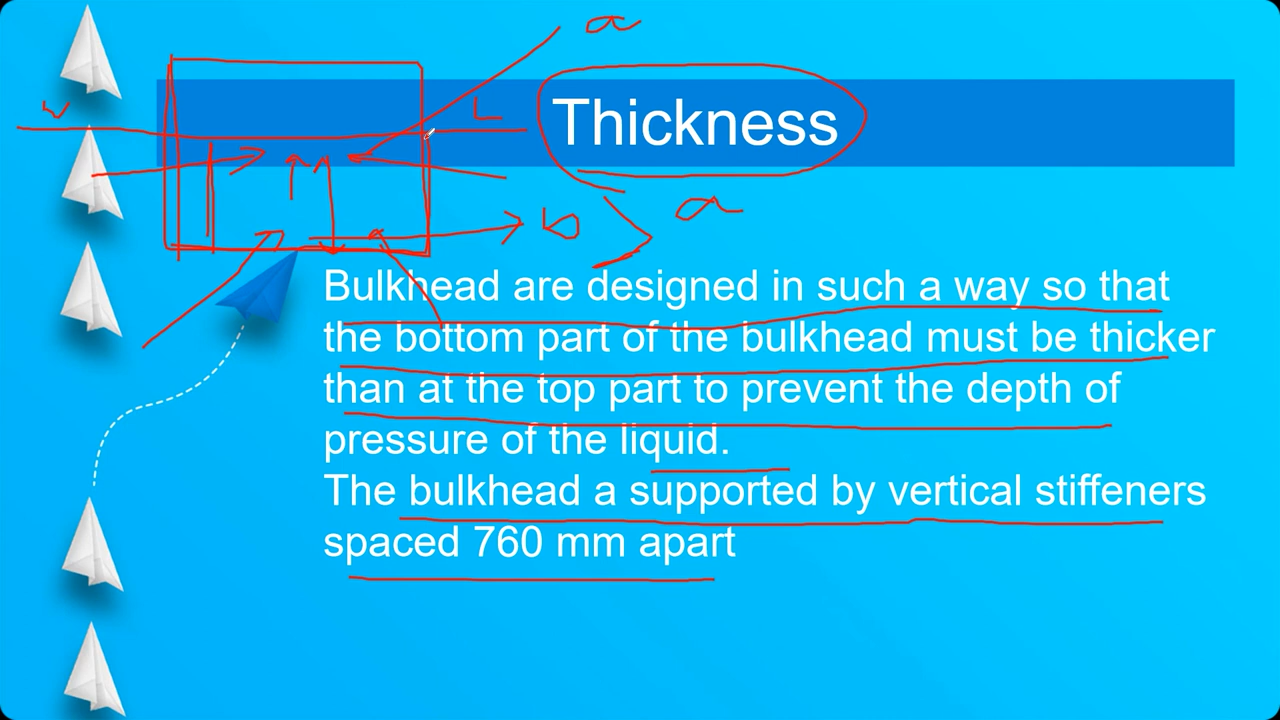 a
W
L
Thickness
b > a
Bulkhead are designed in such a way so that
the bottom part of the bulkhead must be thicker
than at the top part to prevent the depth of
pressure of the liquid.
The bulkhead a supported by vertical stiffeners
spaced 760 mm apart